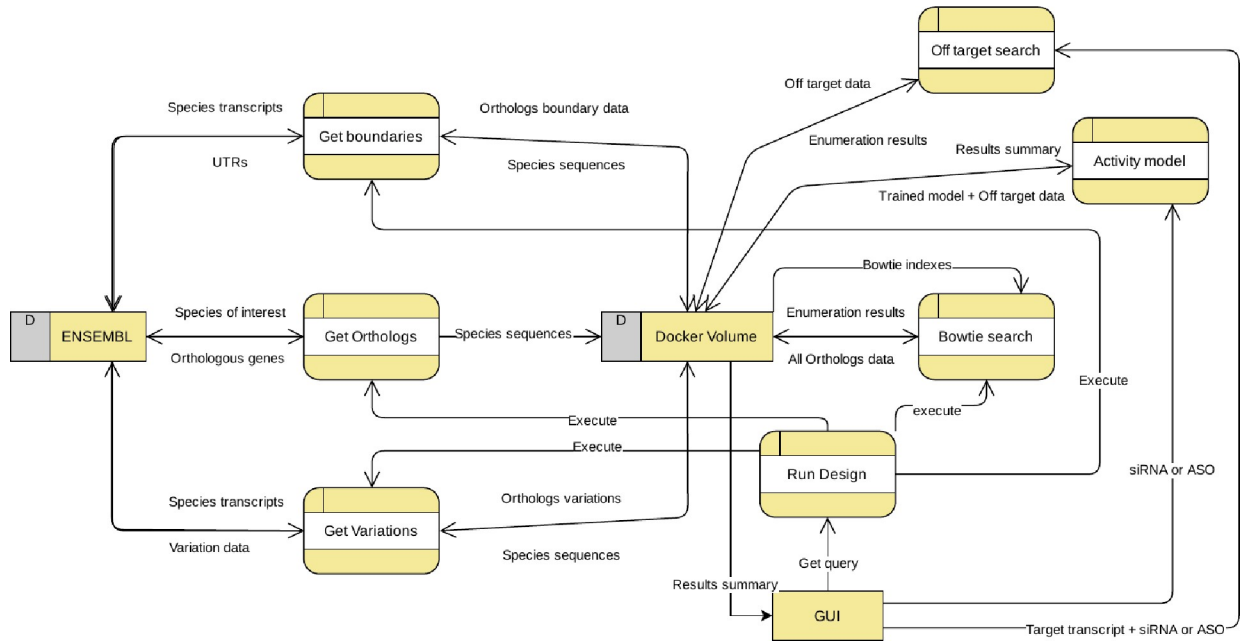 Off target search
Off target data
Species transcripts
Orthologs boundary data
Get boundaries
Enumeration results
Results summary
UTRs
Species sequences
Activity model
Trained model + Off target data
Bowtie indexes
D
Species of interest
D
Enumeration results
ENSEMBL
Get Orthologs
Species sequences
Docker Volume
Bowtie search
Orthologous genes
All Orthologs data
Execute
Execute
execute
Execute
Run Design
siRNA or ASO
Species transcripts
Orthologs variations
Get Variations
Variation data
Species sequences
Get query
Results summary
GUI
Target transcript + siRNA or ASO